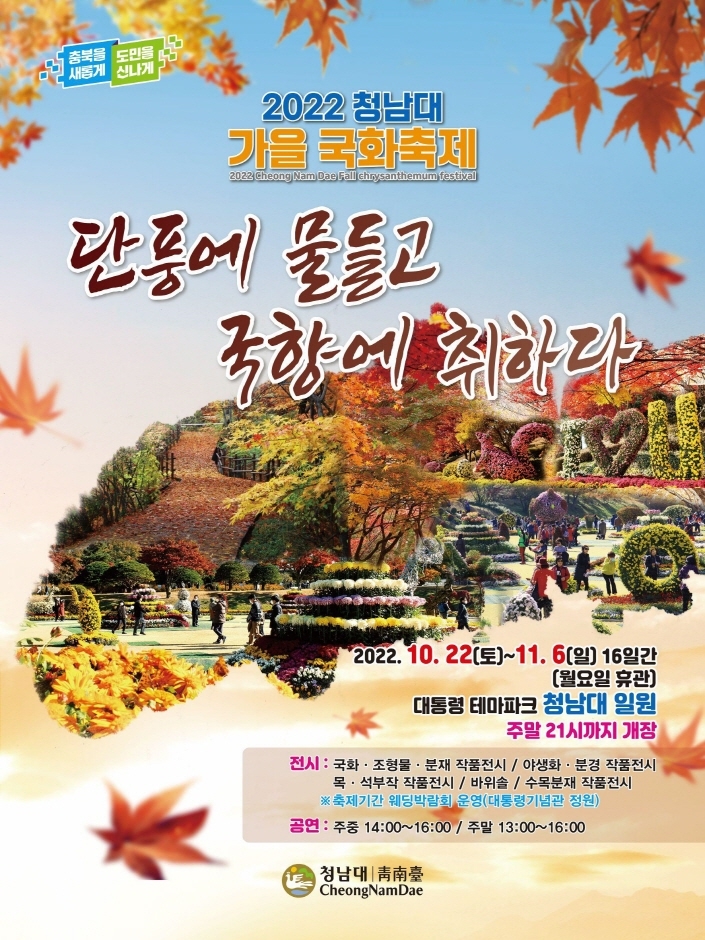 충북을
새롭게
도민을
신나게
2022 청남대
가을 국화축제
2022 Cheong Nam Dae Fall chrysanthemum festival
단풍에 물들고
국향에 취하다
2022. 10. 22(토)~11. 6(일) 16일간
(월요일 휴관)
대통령 테마파크 청남대 일원
주말 21시까지 개장
전시 : 국화 · 조형물 · 분재 작품전시 / 야생화 · 분경 작품전시
목 · 석부작 작품전시 / 바위솔 / 수목분재 작품전시
※축제기간 웨딩박람회 운영(대통령기념관 정원)
공연 : 주중 14:00~16:00 / 주말 13:00~16:00
청남대 | 靑南臺
CheongNamDae